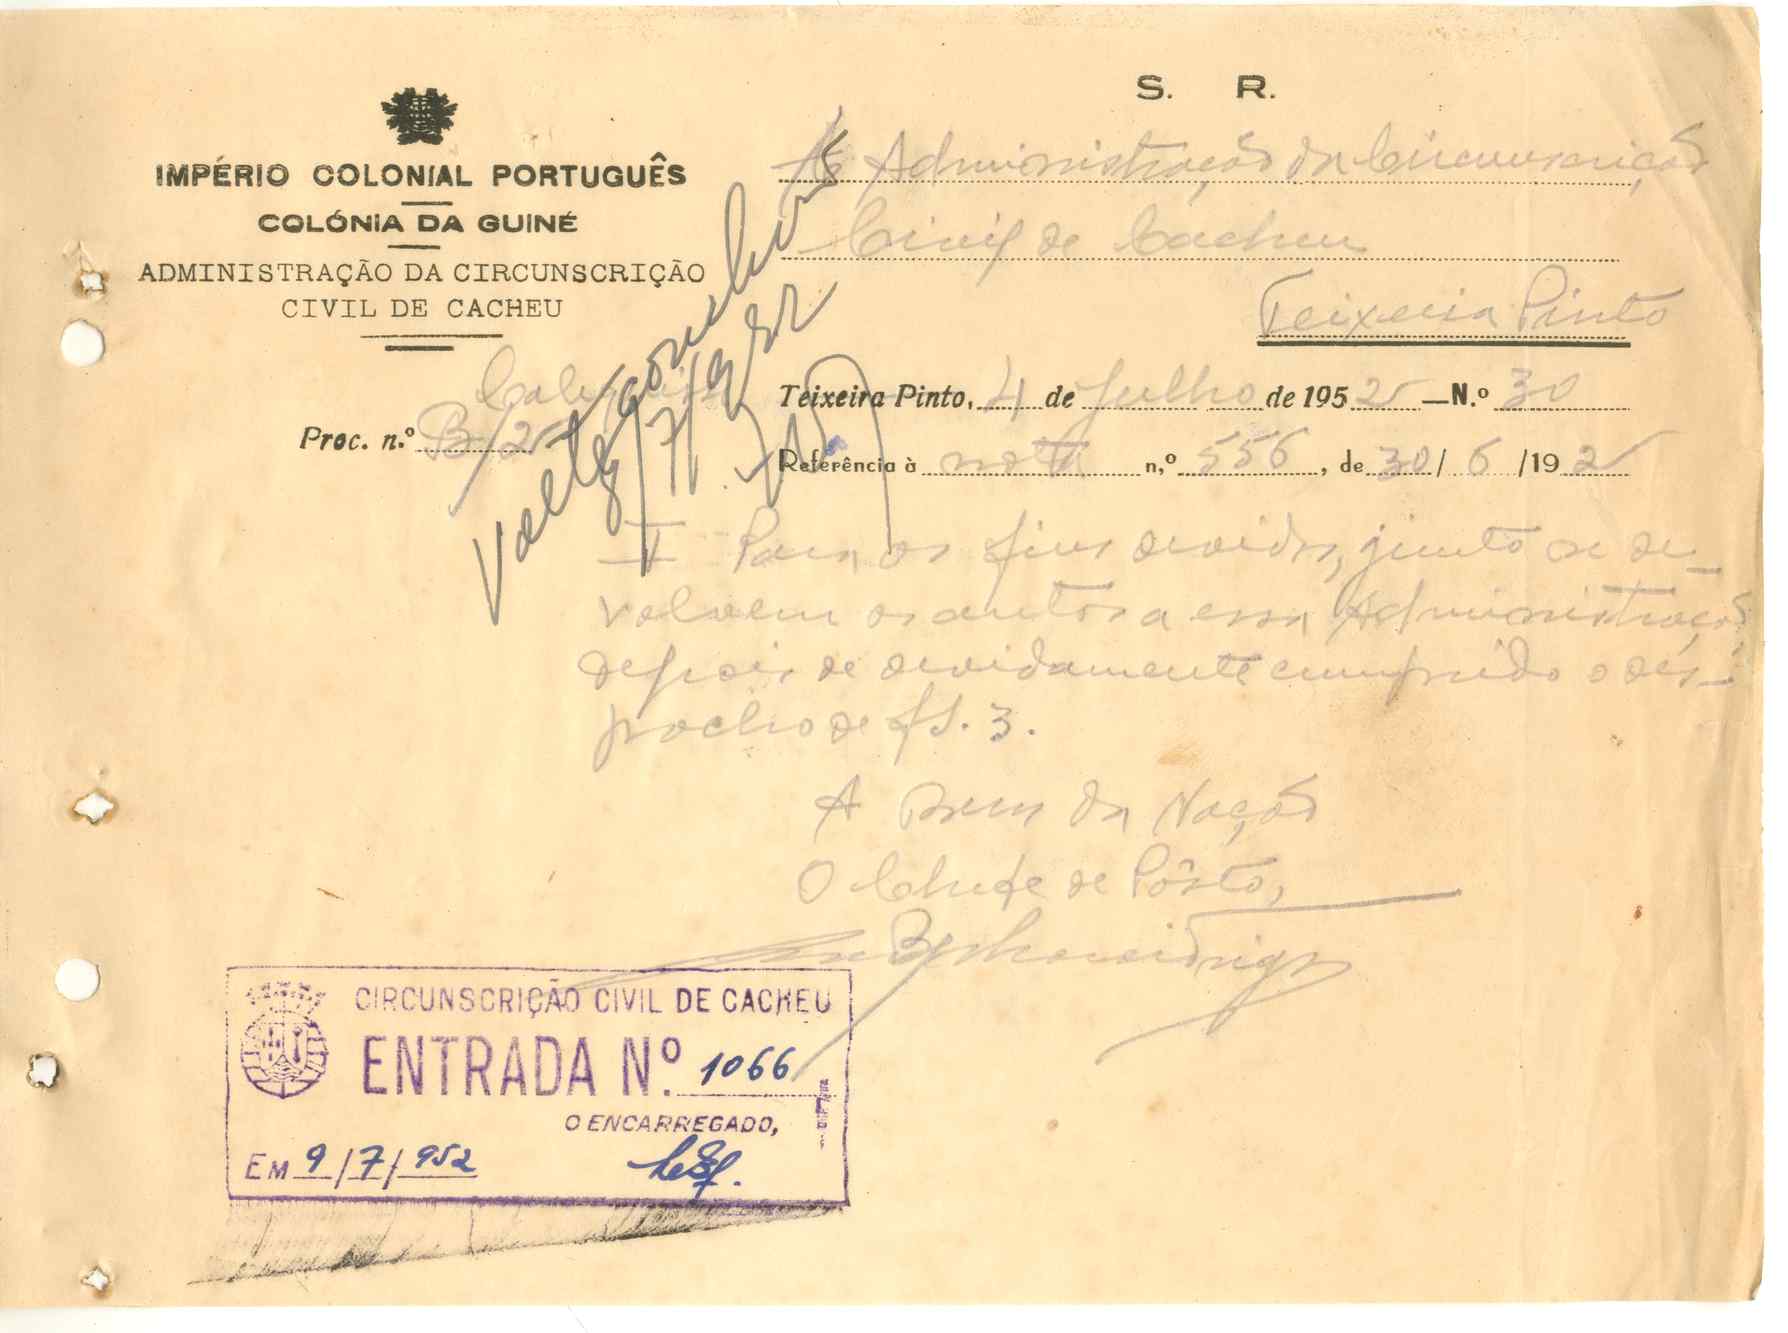 S. R.
IMPÉRIO COLONIAL PORTUGUÊS
COLÓNIA DA GUINÉ
ADMINISTRAÇÃO DA CIRCUNSCRIÇÃO
CIVIL DE CACHEU
Administração da Circunscrição
Civil de Cacheu
Teixeira Pinto
Teixeira Pinto, 4 de Julho de 1952 —N.º 30
Proc. n.º B/2
Referência à nota n.º 556, de 30/6/1952
Para os fins devidos, junto se de-
volvem os autos a essa Administração,
depois de devidamente cumprido o des-
pacho de fs. 3.
A Bem da Nação
O Chefe de Pôsto,
CIRCUNSCRIÇÃO CIVIL DE CACHEU
ENTRADA N.º 1066
O ENCARREGADO,
EM 9/7/952